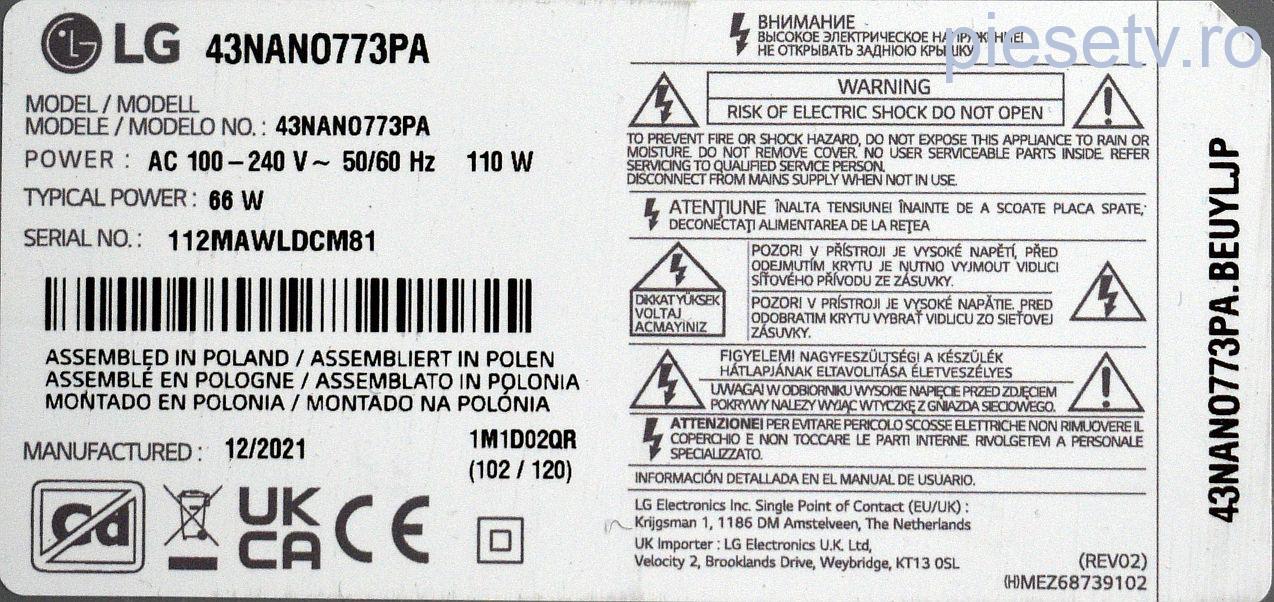 LG 43NANO773PA
MODEL / MODELL
MODÈLE / MODELO NO. : 43NANO773PA
POWER : AC 100 – 240 V ~ 50/60 Hz 110 W
TYPICAL POWER : 66 W
SERIAL NO. : 112MAWLDCM81
ASSEMBLED IN POLAND / ASSEMBLIERT IN POLEN
ASSEMBLÉ EN POLOGNE / ASSEMBLATO IN POLONIA
MONTADO EN POLONIA / MONTADO NA POLÓNIA
MANUFACTURED : 12/2021
1M1D02QR
(102 / 120)
Cd
UK
CA
CE
ВНИМАНИЕ
ВЫСОКОЕ ЭЛЕКТРИЧЕСКОЕ НАПРЯЖЕНИЕ!
НЕ ОТКРЫВАТЬ ЗАДНЮЮ КРЫШКУ
piesetv.ro
WARNING
RISK OF ELECTRIC SHOCK DO NOT OPEN
TO PREVENT FIRE OR SHOCK HAZARD, DO NOT EXPOSE THIS APPLIANCE TO RAIN OR
MOISTURE. DO NOT REMOVE COVER. NO USER SERVICEABLE PARTS INSIDE. REFER
SERVICING TO QUALIFIED SERVICE PERSON.
DISCONNECT FROM MAINS SUPPLY WHEN NOT IN USE.
ATENŢIUNE ÎNALTA TENSIUNE! ÎNAINTE DE A SCOATE PLACA SPATE,
DECONECTAŢI ALIMENTAREA DE LA REŢEA
DIKKAT YÜKSEK
VOLTAJ
AÇMAYINIZ
POZOR! V PŘÍSTROJI JE VYSOKÉ NAPĚTÍ, PŘED
ODEJMUTÍM KRYTU JE NUTNO VYJMOUT VIDLICI
SÍŤOVÉHO PŘÍVODU ZE ZÁSUVKY.
POZOR! V PRÍSTROJI JE VYSOKÉ NAPÄTIE. PRED
ODOBRATIM KRYTU VYBRAŤ VIDLICU ZO SIEŤOVEJ
ZÁSUVKY.
FIGYELEM! NAGYFESZÜLTSÉG! A KÉSZÜLÉK
HÁTLAPJÁNAK ELTAVOLÍTÁSA ÉLETVESZÉLYES
UWAGA! W ODBIORNIKU WYSOKIE NAPIĘCIE PRZED ZDJĘCIEM
POKRYWY NALEŻY WYJĄĆ WTYCZKĘ Z GNIAZDA SIECIOWEGO.
ATTENZIONE! PER EVITARE PERICOLO SCOSSE ELETTRICHE NON RIMUOVERE IL
COPERCHIO E NON TOCCARE LE PARTI INTERNE. RIVOLGETEVI A PERSONALE
SPECIALIZZATO.
INFORMACIÓN DETALLADA EN EL MANUAL DE USUARIO.
LG Electronics Inc. Single Point of Contact (EU/UK) :
Krijgsman 1, 1186 DM Amstelveen, The Netherlands
UK Importer : LG Electronics U.K. Ltd,
Velocity 2, Brooklands Drive, Weybridge, KT13 0SL
(REV02)
(H)MEZ68739102
43NANO773PA.BEUYLJP